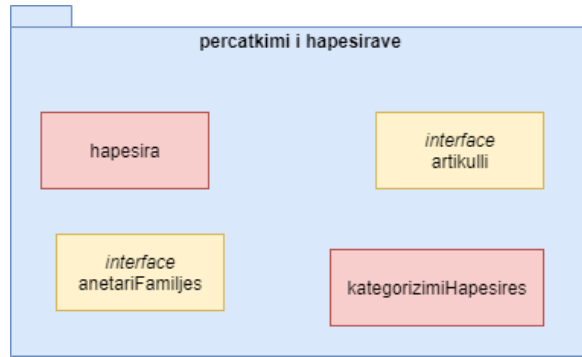 percatkimi i hapesirave
hapesira
interface
artikulli
interface
anetariFamiljes
kategorizimiHapesires